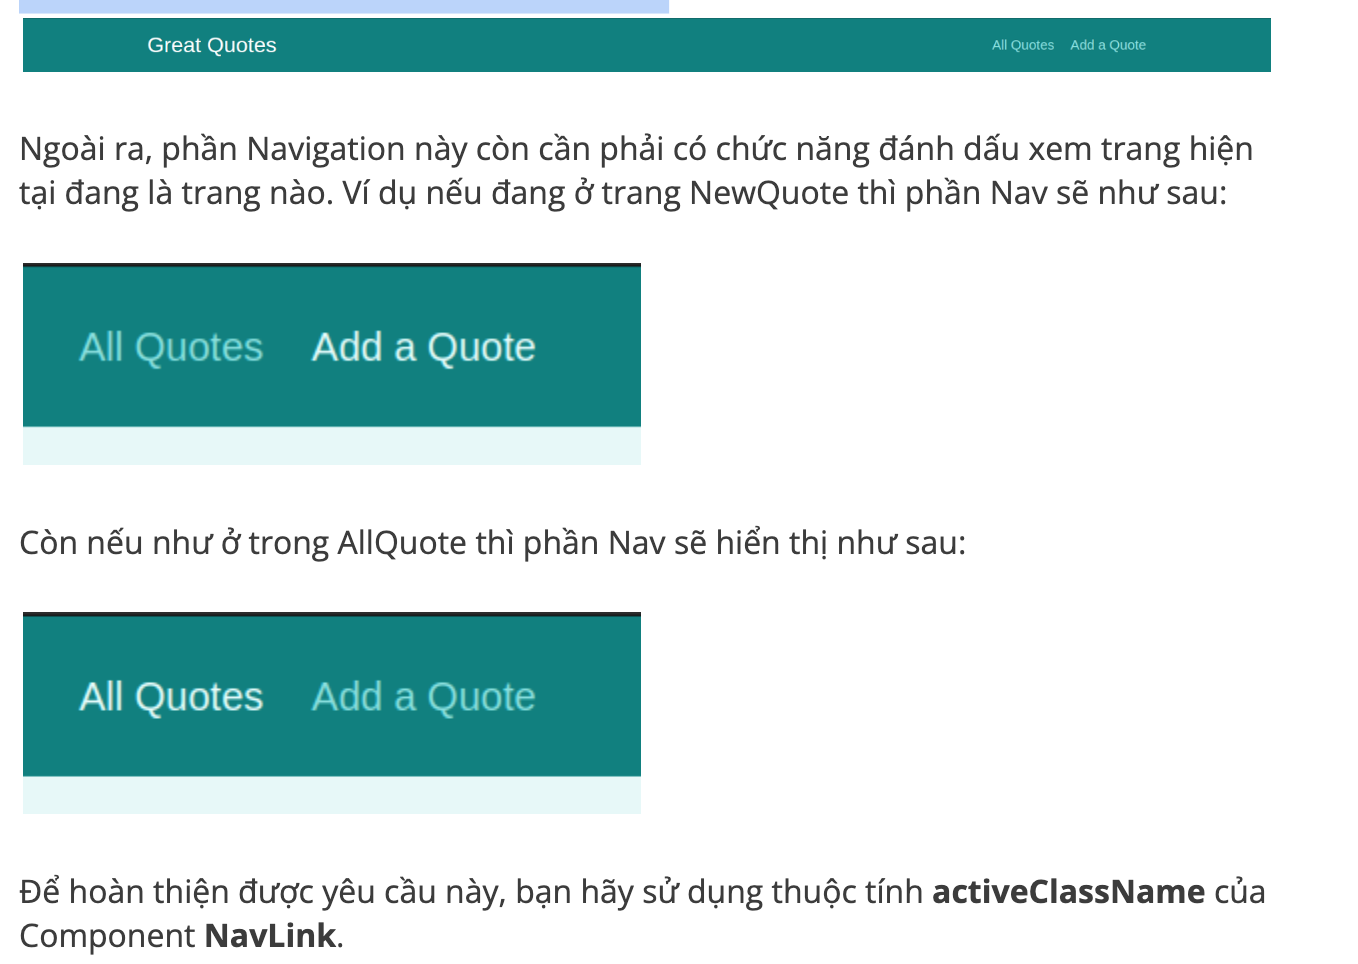 Great Quotes All Quotes Add a Quote
Ngoài ra, phần Navigation này còn cần phải có chức năng đánh dấu xem trang hiện
tại đang là trang nào. Ví dụ nếu đang ở trang NewQuote thì phần Nav sẽ như sau:
All Quotes Add a Quote
Còn nếu như ở trong AllQuote thì phần Nav sẽ hiển thị như sau:
All Quotes Add a Quote
Để hoàn thiện được yêu cầu này, bạn hãy sử dụng thuộc tính activeClassName của
Component NavLink.